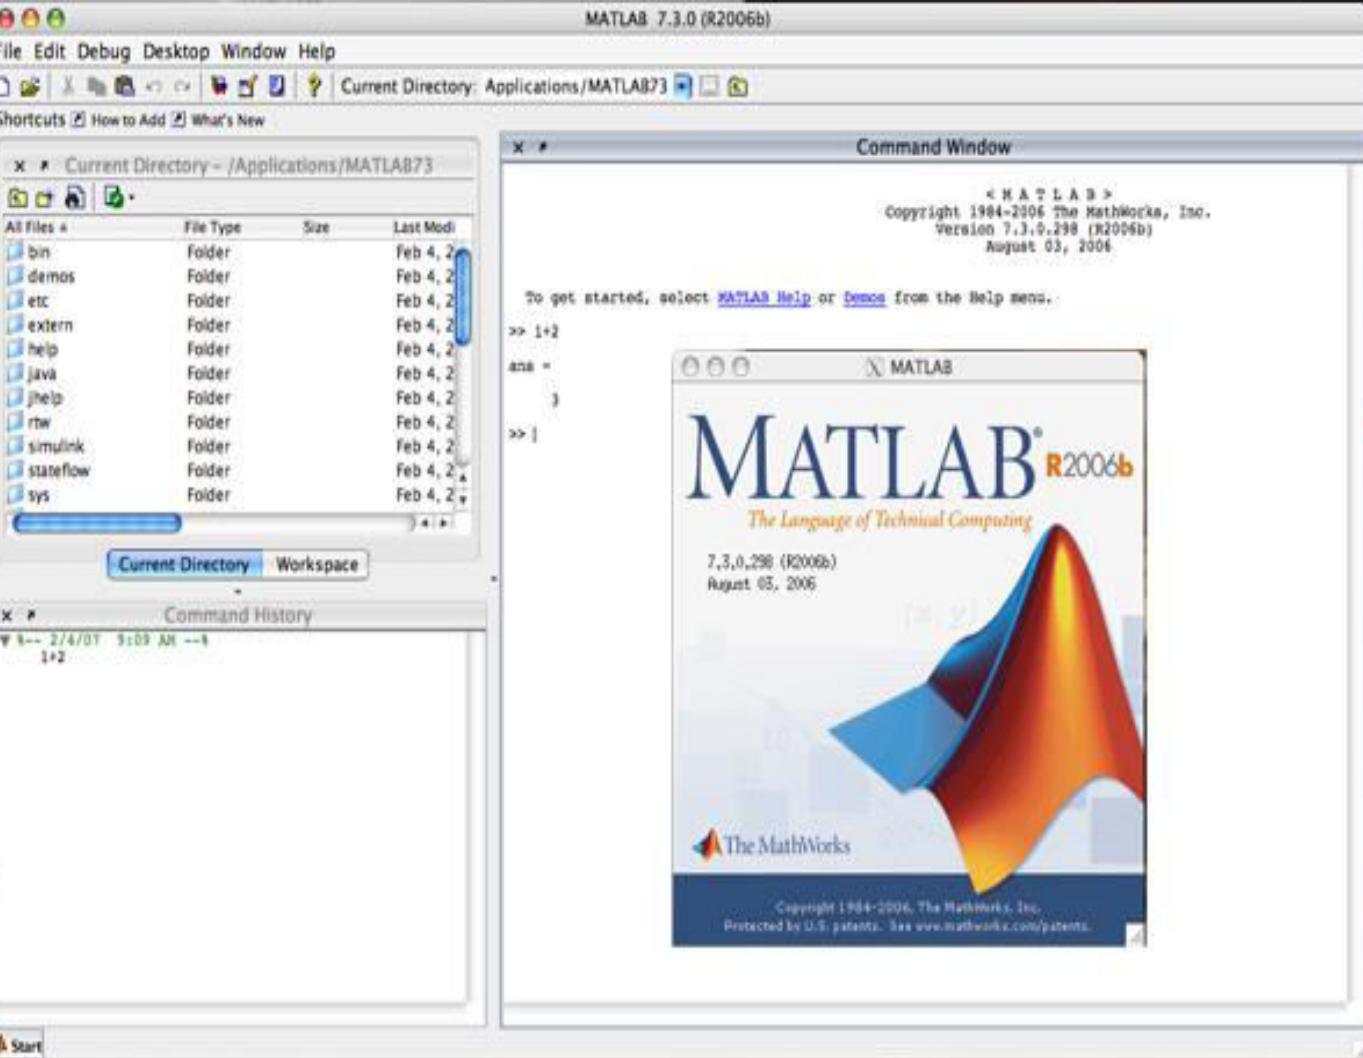 MATLAB 7.3.0 (R2006b)
File Edit Debug Desktop Window Help
Current Directory: Applications/MATLAB73
Shortcuts How to Add What's New
Current Directory - /Applications/MATLAB73
All Files File Type Size Last Modi
bin Folder Feb 4, 2
demos Folder Feb 4, 2
etc Folder Feb 4, 2
extern Folder Feb 4, 2
help Folder Feb 4, 2
java Folder Feb 4, 2
jhelp Folder Feb 4, 2
rtw Folder Feb 4, 2
simulink Folder Feb 4, 2
stateflow Folder Feb 4, 2
sys Folder Feb 4, 2
Current Directory Workspace
Command History
%-- 2/4/07 9:09 AM --%
1+2
Command Window
< M A T L A B >
Copyright 1984-2006 The MathWorks, Inc.
Version 7.3.0.298 (R2006b)
August 03, 2006
To get started, select MATLAB Help or Demos from the Help menu.
>> 1+2
ans =
3
>>
X MATLAB
MATLAB® R2006b
The Language of Technical Computing
7.3.0.298 (R2006b)
August 03, 2006
(x, y)
The MathWorks
Copyright 1984-2006, The MathWorks, Inc.
Protected by U.S. patents. See www.mathworks.com/patents.
Start